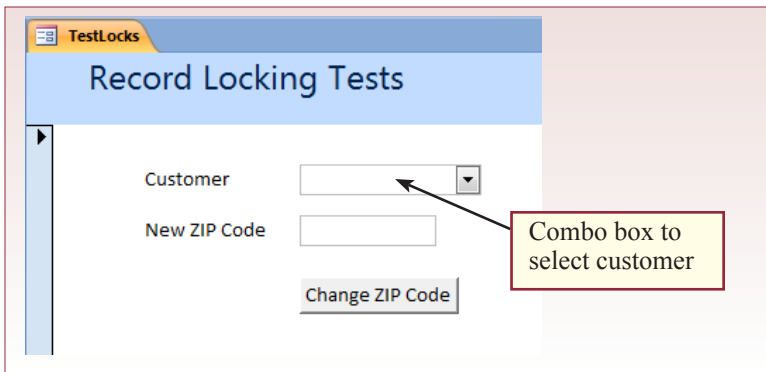 TestLocks
Record Locking Tests
Customer
New ZIP Code
Combo box to
select customer
Change ZIP Code